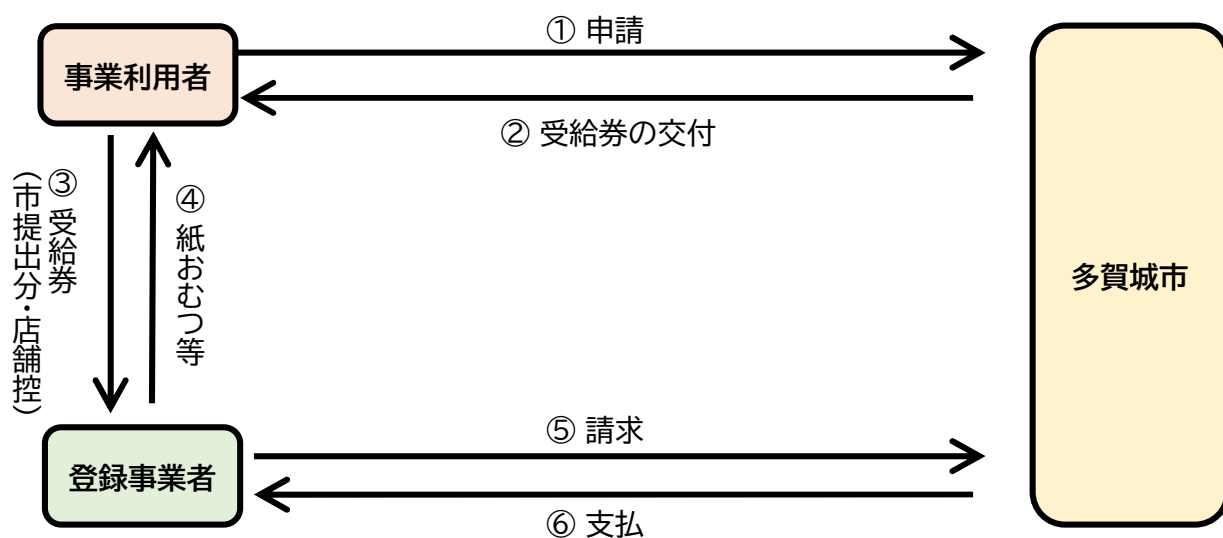 ① 申請
事業利用者
② 受給券の交付
③ 受給券
（市提出分・店舗控）
④ 紙おむつ等
多賀城市
⑤ 請求
登録事業者
⑥ 支払